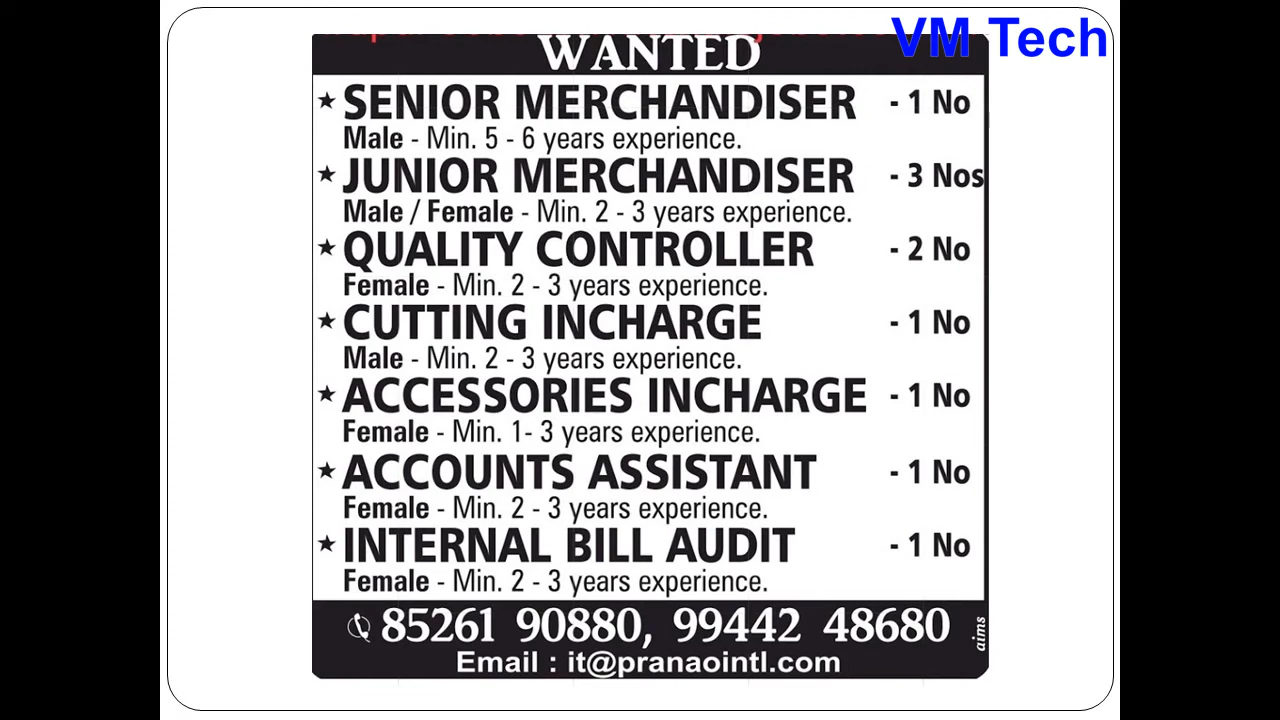 VM Tech
WANTED
★ SENIOR MERCHANDISER - 1 No
Male - Min. 5 - 6 years experience.
★ JUNIOR MERCHANDISER - 3 Nos
Male / Female - Min. 2 - 3 years experience.
★ QUALITY CONTROLLER - 2 No
Female - Min. 2 - 3 years experience.
★ CUTTING INCHARGE - 1 No
Male - Min. 2 - 3 years experience.
★ ACCESSORIES INCHARGE - 1 No
Female - Min. 1- 3 years experience.
★ ACCOUNTS ASSISTANT - 1 No
Female - Min. 2 - 3 years experience.
★ INTERNAL BILL AUDIT - 1 No
Female - Min. 2 - 3 years experience.
85261 90880, 99442 48680
aims
Email : it@pranaointl.com